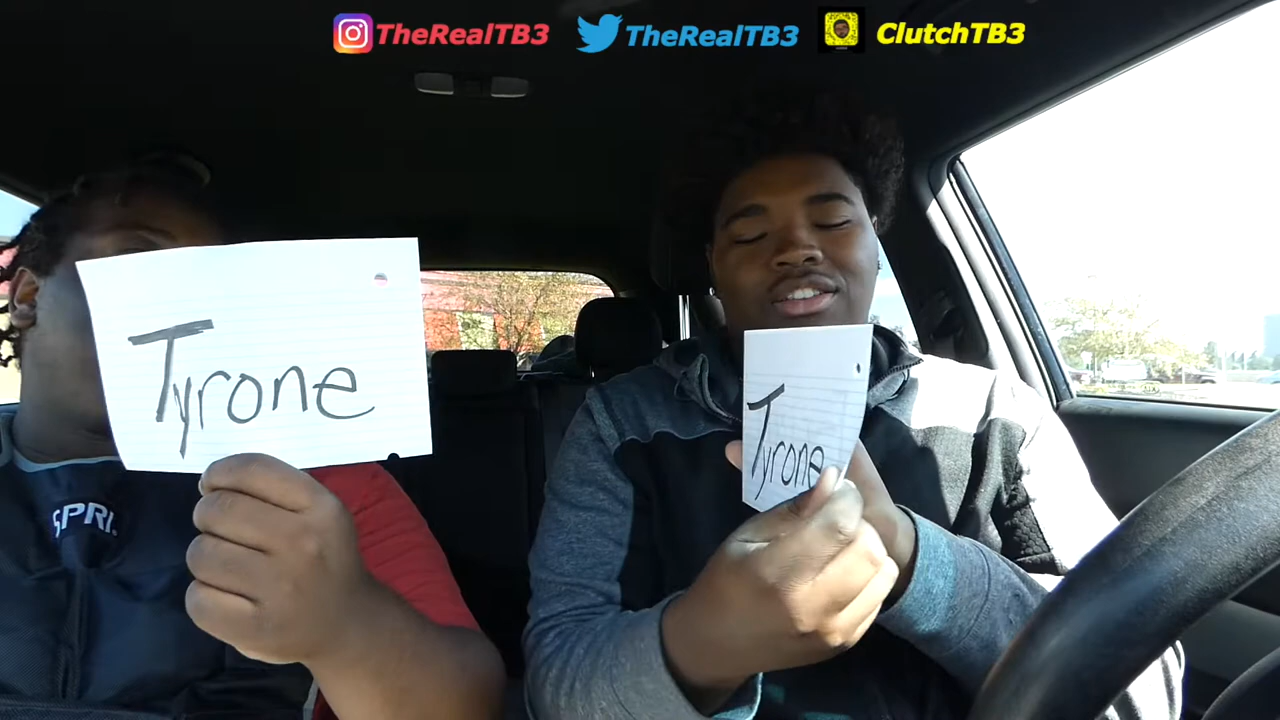 TheRealTB3
TheRealTB3
ClutchTB3
Tyrone
Tyrone
SPRI.